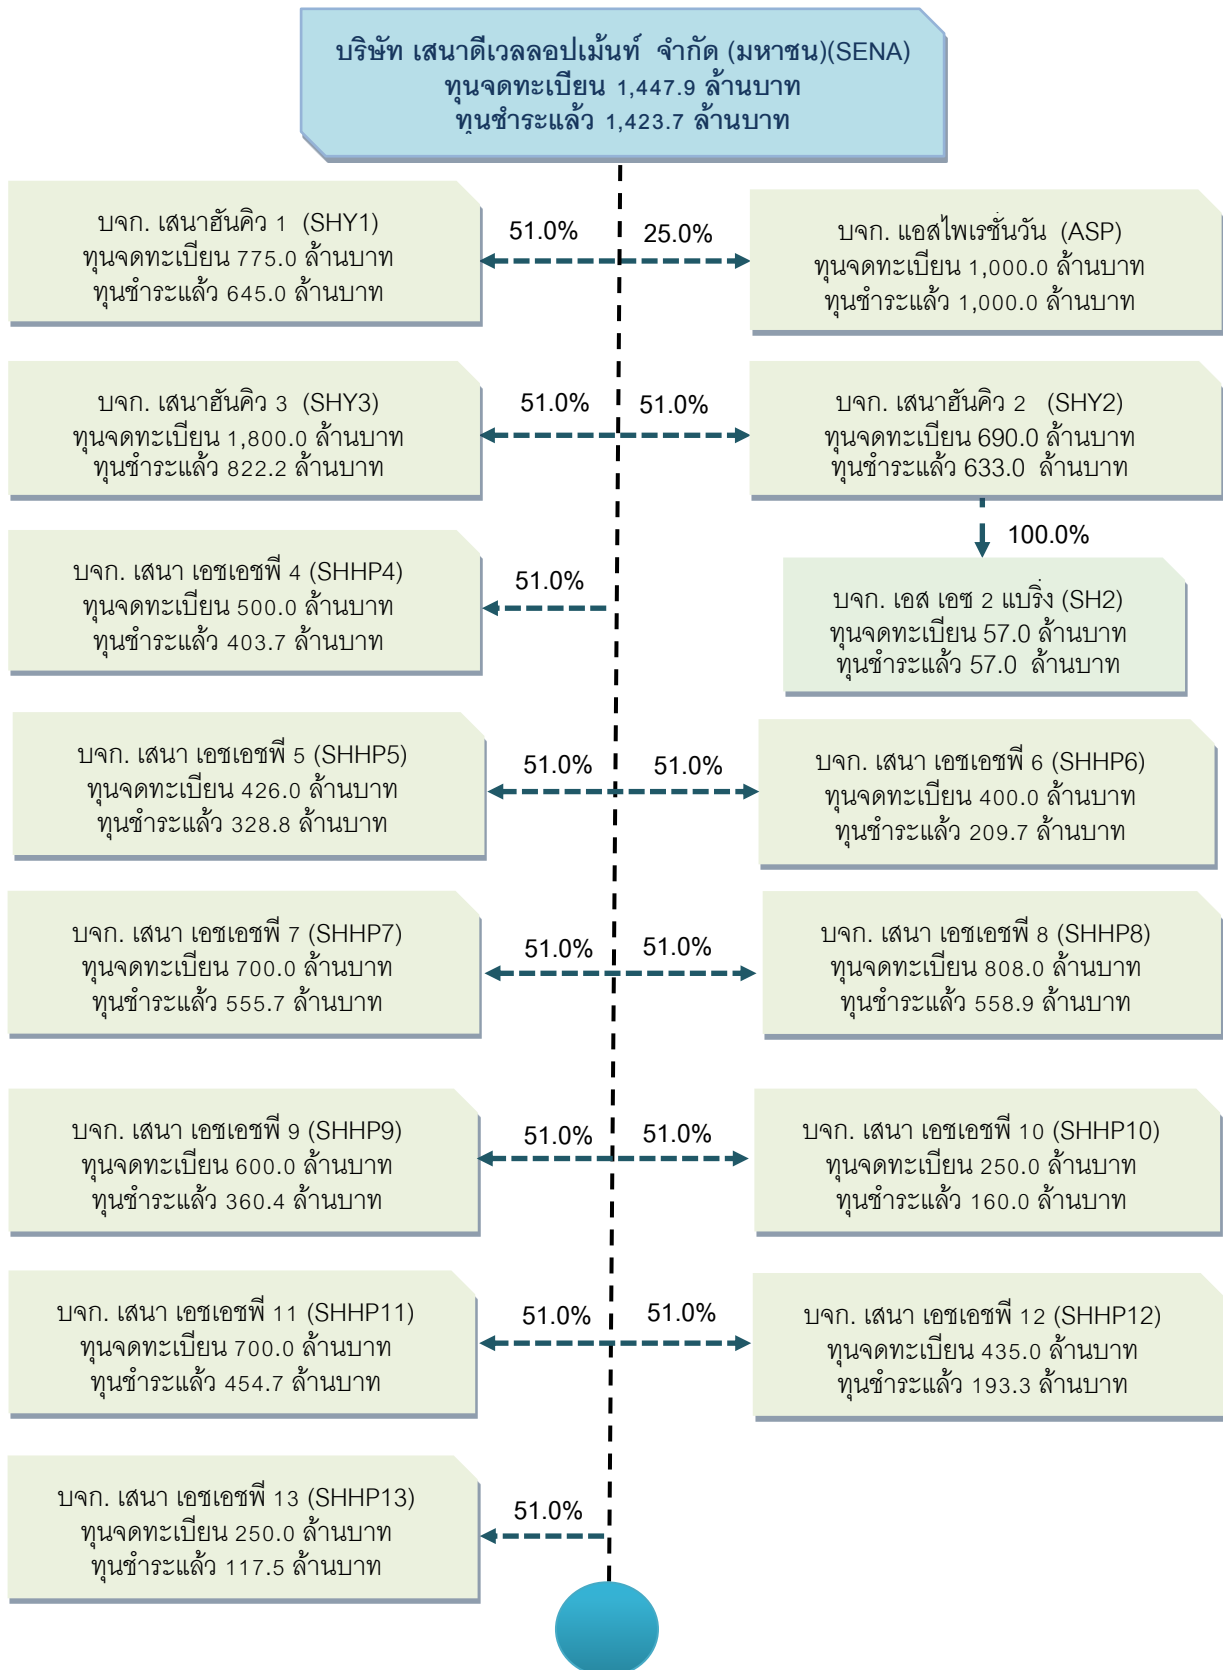 บริษัท เสนาดีเวลลอปเม้นท์ จำกัด (มหาชน)(SENA)
ทุนจดทะเบียน 1,447.9 ล้านบาท
ทุนชำระแล้ว 1,423.7 ล้านบาท
บจก. เสนาฮันคิว 1 (SHY1)
ทุนจดทะเบียน 775.0 ล้านบาท
ทุนชำระแล้ว 645.0 ล้านบาท
51.0%
25.0%
บจก. แอสไพเรชั่นวัน (ASP)
ทุนจดทะเบียน 1,000.0 ล้านบาท
ทุนชำระแล้ว 1,000.0 ล้านบาท
บจก. เสนาฮันคิว 3 (SHY3)
ทุนจดทะเบียน 1,800.0 ล้านบาท
ทุนชำระแล้ว 822.2 ล้านบาท
51.0%
51.0%
บจก. เสนาฮันคิว 2 (SHY2)
ทุนจดทะเบียน 690.0 ล้านบาท
ทุนชำระแล้ว 633.0 ล้านบาท
100.0%
บจก. เสนา เอชเอชพี 4 (SHHP4)
ทุนจดทะเบียน 500.0 ล้านบาท
ทุนชำระแล้ว 403.7 ล้านบาท
51.0%
บจก. เอส เอซ 2 แบริ่ง (SH2)
ทุนจดทะเบียน 57.0 ล้านบาท
ทุนชำระแล้ว 57.0 ล้านบาท
บจก. เสนา เอชเอชพี 5 (SHHP5)
ทุนจดทะเบียน 426.0 ล้านบาท
ทุนชำระแล้ว 328.8 ล้านบาท
51.0%
51.0%
บจก. เสนา เอชเอชพี 6 (SHHP6)
ทุนจดทะเบียน 400.0 ล้านบาท
ทุนชำระแล้ว 209.7 ล้านบาท
บจก. เสนา เอชเอชพี 7 (SHHP7)
ทุนจดทะเบียน 700.0 ล้านบาท
ทุนชำระแล้ว 555.7 ล้านบาท
51.0%
51.0%
บจก. เสนา เอชเอชพี 8 (SHHP8)
ทุนจดทะเบียน 808.0 ล้านบาท
ทุนชำระแล้ว 558.9 ล้านบาท
บจก. เสนา เอชเอชพี 9 (SHHP9)
ทุนจดทะเบียน 600.0 ล้านบาท
ทุนชำระแล้ว 360.4 ล้านบาท
51.0%
51.0%
บจก. เสนา เอชเอชพี 10 (SHHP10)
ทุนจดทะเบียน 250.0 ล้านบาท
ทุนชำระแล้ว 160.0 ล้านบาท
บจก. เสนา เอชเอชพี 11 (SHHP11)
ทุนจดทะเบียน 700.0 ล้านบาท
ทุนชำระแล้ว 454.7 ล้านบาท
51.0%
51.0%
บจก. เสนา เอชเอชพี 12 (SHHP12)
ทุนจดทะเบียน 435.0 ล้านบาท
ทุนชำระแล้ว 193.3 ล้านบาท
บจก. เสนา เอชเอชพี 13 (SHHP13)
ทุนจดทะเบียน 250.0 ล้านบาท
ทุนชำระแล้ว 117.5 ล้านบาท
51.0%